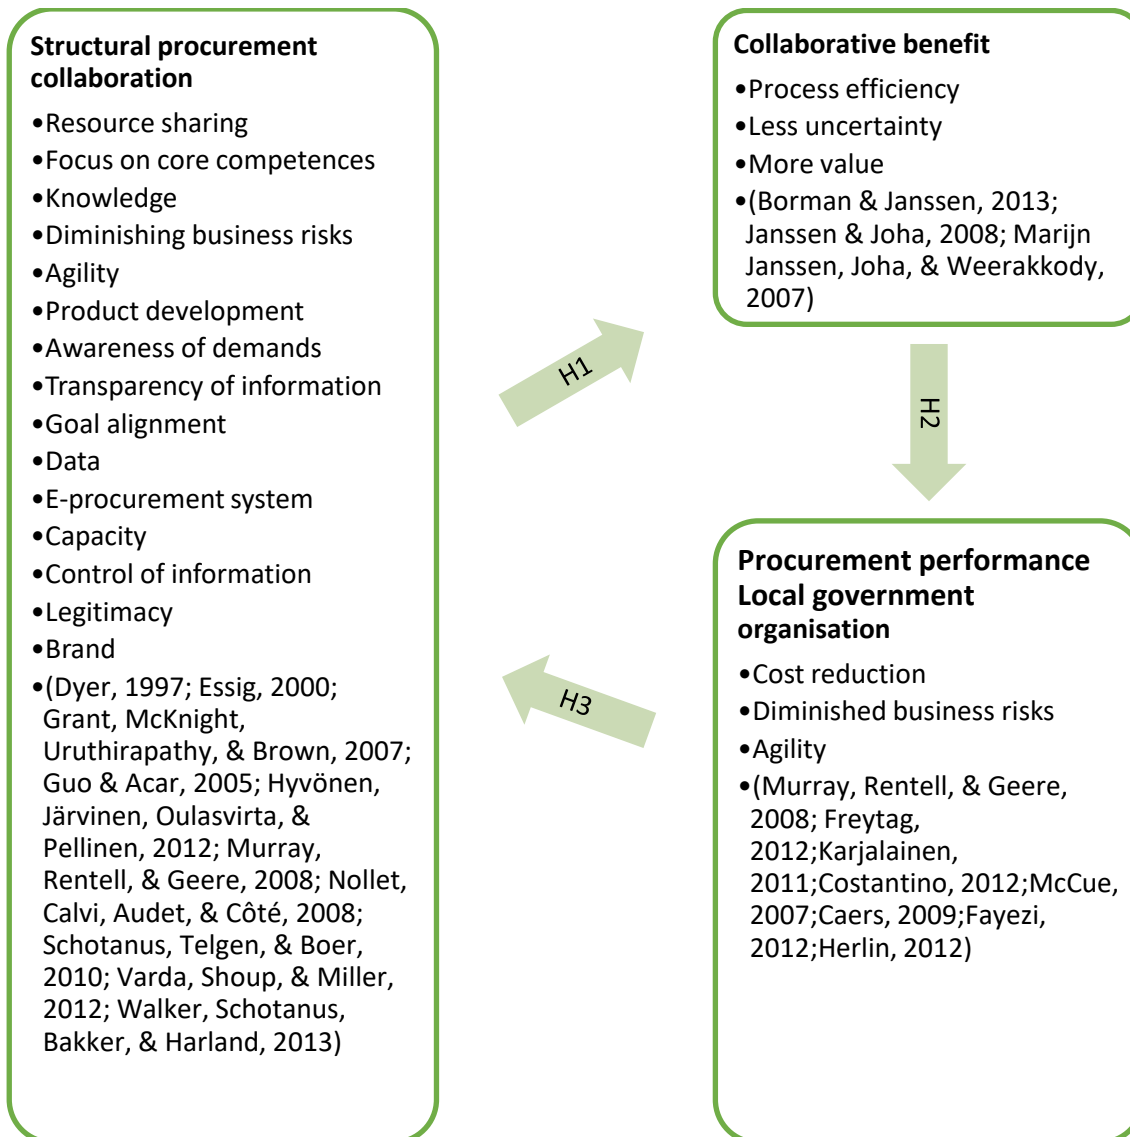 Structural procurement
collaboration
•Resource sharing
•Focus on core competences
•Knowledge
•Diminishing business risks
•Agility
•Product development
•Awareness of demands
•Transparency of information
•Goal alignment
•Data
•E-procurement system
•Capacity
•Control of information
•Legitimacy
•Brand
•(Dyer, 1997; Essig, 2000;
Grant, McKnight,
Uruthirapathy, & Brown, 2007;
Guo & Acar, 2005; Hyvönen,
Järvinen, Oulasvirta, &
Pellinen, 2012; Murray,
Rentell, & Geere, 2008; Nollet,
Calvi, Audet, & Côté, 2008;
Schotanus, Telgen, & Boer,
2010; Varda, Shoup, & Miller,
2012; Walker, Schotanus,
Bakker, & Harland, 2013)
H1
Collaborative benefit
•Process efficiency
•Less uncertainty
•More value
•(Borman & Janssen, 2013;
Janssen & Joha, 2008; Marijn
Janssen, Joha, & Weerakkody,
2007)
H2
Procurement performance
Local government
organisation
•Cost reduction
•Diminished business risks
•Agility
•(Murray, Rentell, & Geere,
2008; Freytag,
2012;Karjalainen,
2011;Costantino, 2012;McCue,
2007;Caers, 2009;Fayezi,
2012;Herlin, 2012)
H3